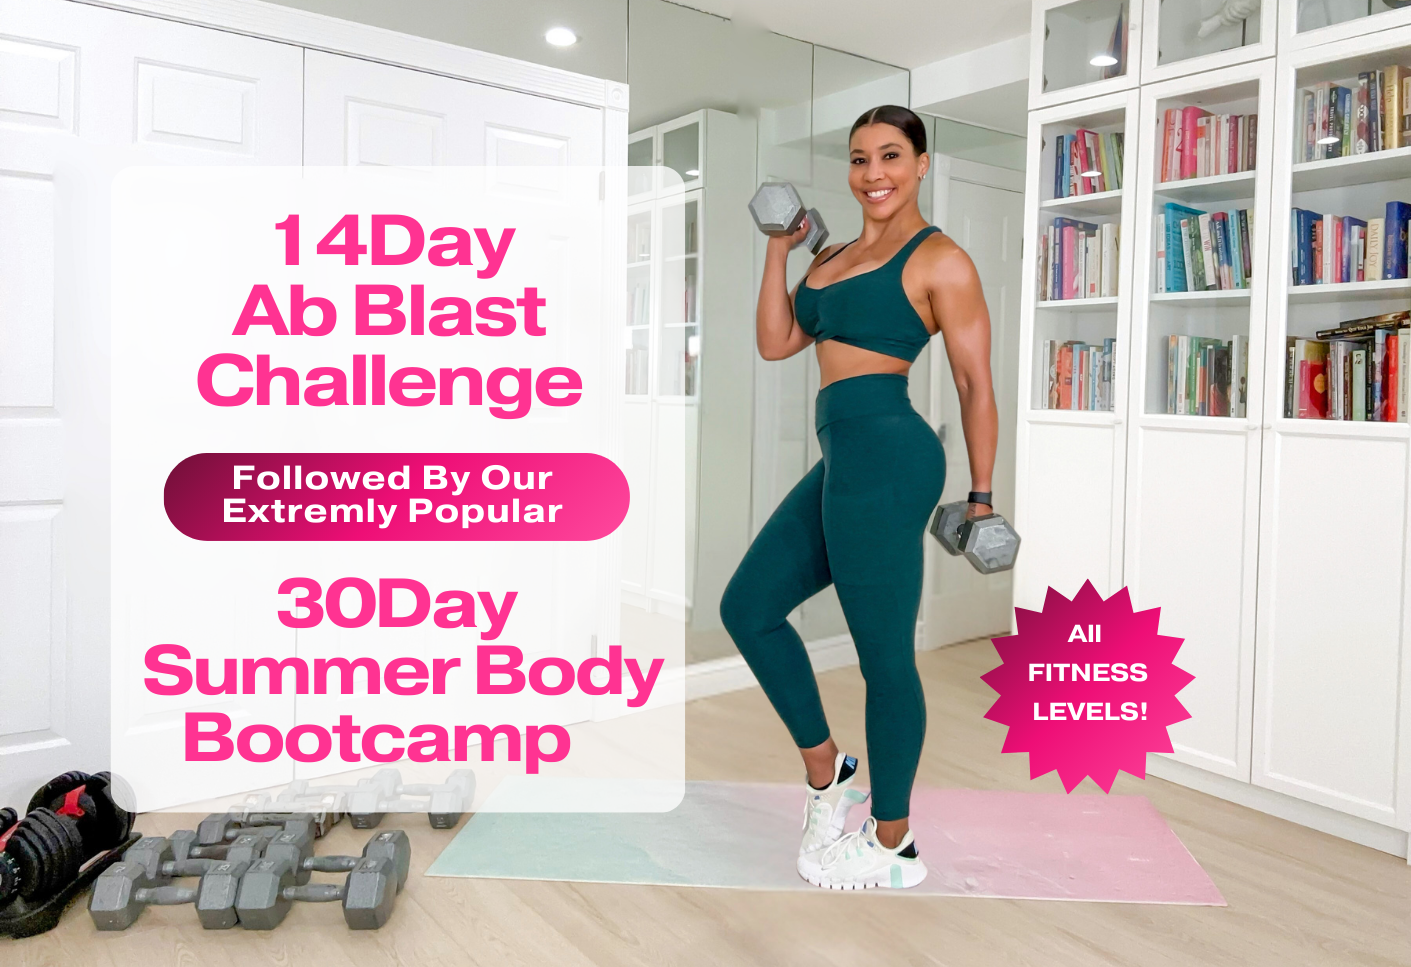 14Day
Ab Blast
Challenge
Followed By Our
Extremly Popular
30Day
Summer Body
Bootcamp
All
FITNESS
LEVELS!